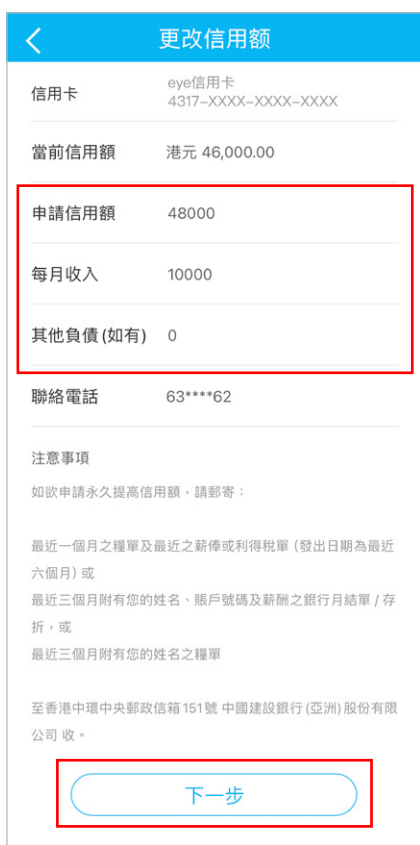 更改信用额
信用卡 eye信用卡
4317-XXXX-XXXX-XXXX
當前信用額 港元 46,000.00
申請信用額 48000
每月收入 10000
其他負債(如有) 0
聯絡電話 63****62
注意事項
如欲申請永久提高信用額，請郵寄：
最近一個月之糧單及最近之薪俸或利得稅單 (發出日期為最近
六個月) 或
最近三個月附有您的姓名、賬戶號碼及薪酬之銀行月結單 / 存
折，或
最近三個月附有您的姓名之糧單
至香港中環中央郵政信箱151號 中國建設銀行(亞洲)股份有限
公司 收。
下一步